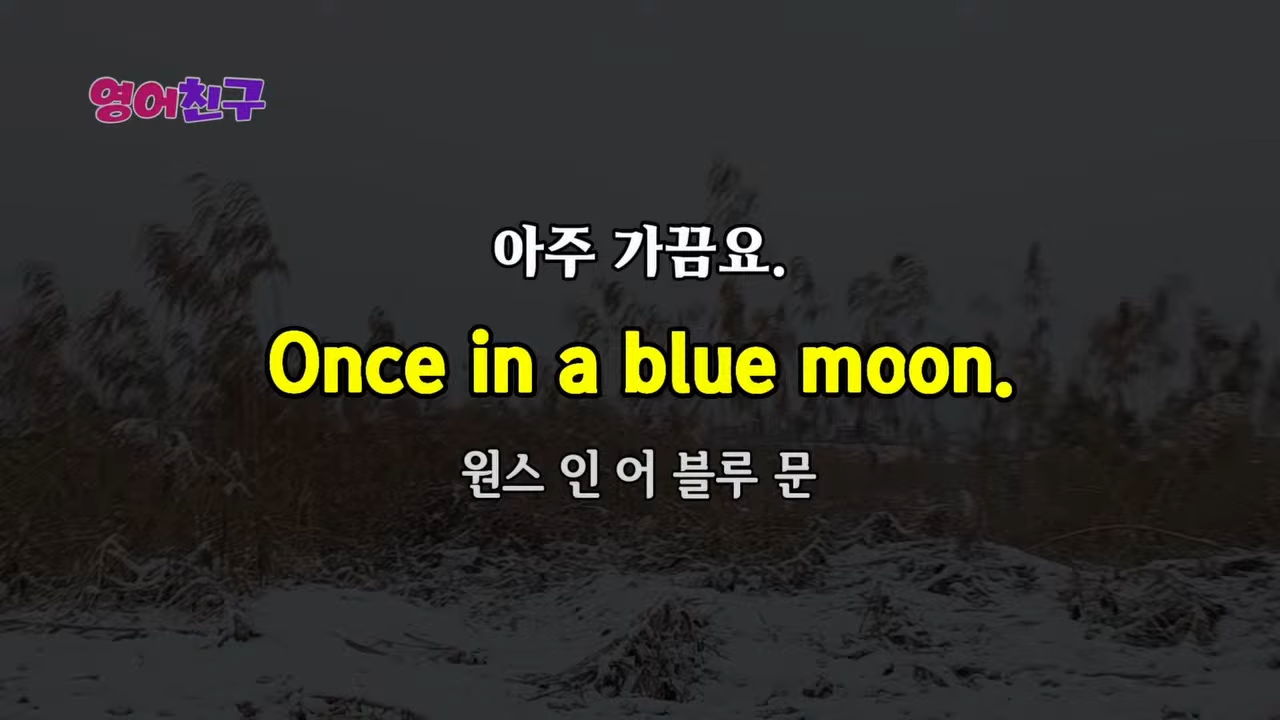 영어친구
아주 가끔요.
Once in a blue moon.
원스 인 어 블루 문